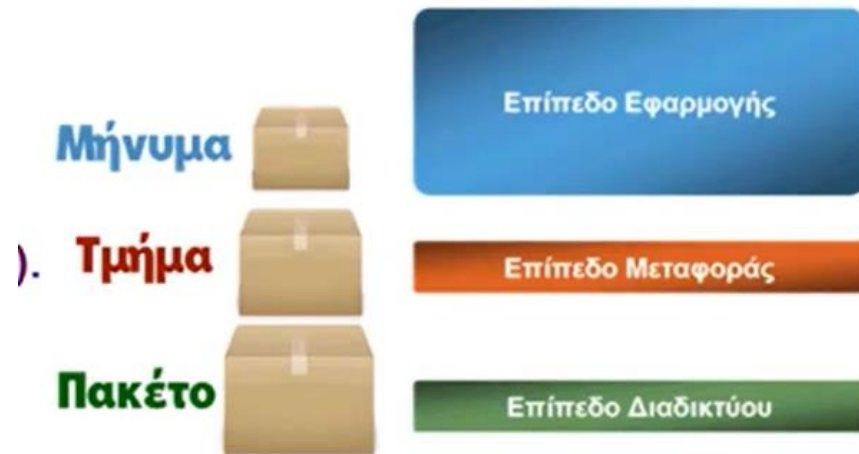 Επίπεδο Εφαρμογής
Μήνυμα
). Τμήμα
Επίπεδο Μεταφοράς
Πακέτο
Επίπεδο Διαδικτύου